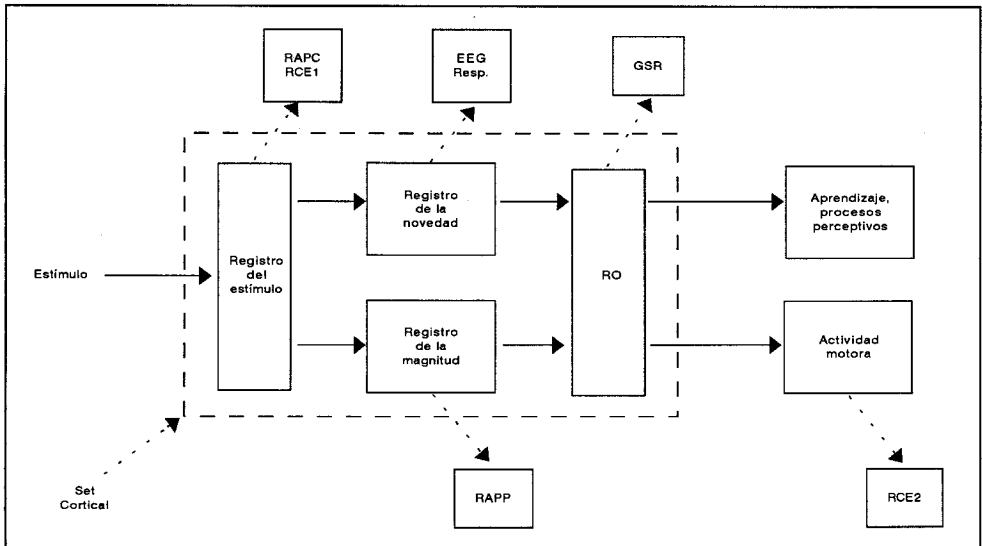 RAPC
RCE1
EEG
Resp.
GSR
Registro
de la
novedad
Aprendizaje,
procesos
perceptivos
Estímulo
Registro
del
estímulo
RO
Registro
de la
magnitud
Actividad
motora
Set
Cortical
RAPP
RCE2